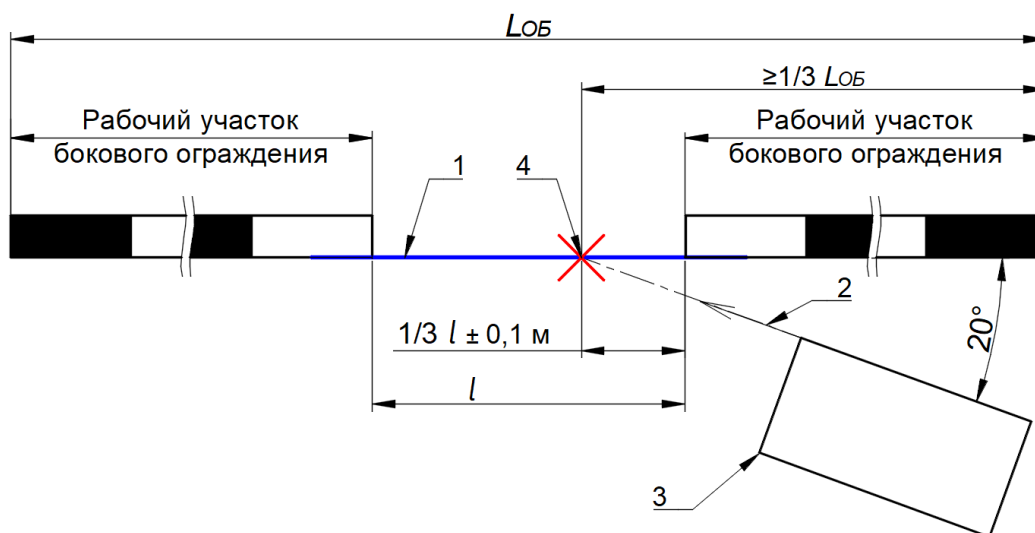 LОБ
≥1/3 LОБ
Рабочий участок
бокового ограждения
Рабочий участок
бокового ограждения
1
4
2
20°
1/3 l ± 0,1 м
l
3